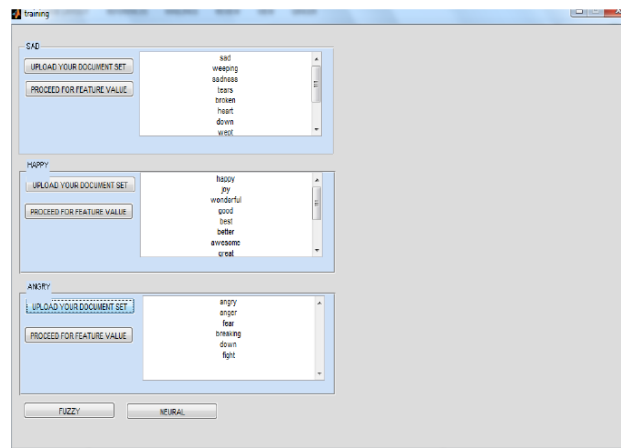 training
SAD
UPLOAD YOUR DOCUMENT SET
PROCEED FOR FEATURE VALUE
sad
weeping
sadness
tears
broken
heart
down
wept
HAPPY
UPLOAD YOUR DOCUMENT SET
PROCEED FOR FEATURE VALUE
happy
joy
wonderful
good
best
better
awesome
great
ANGRY
UPLOAD YOUR DOCUMENT SET
PROCEED FOR FEATURE VALUE
angry
anger
fear
breaking
down
fight
FUZZY
NEURAL